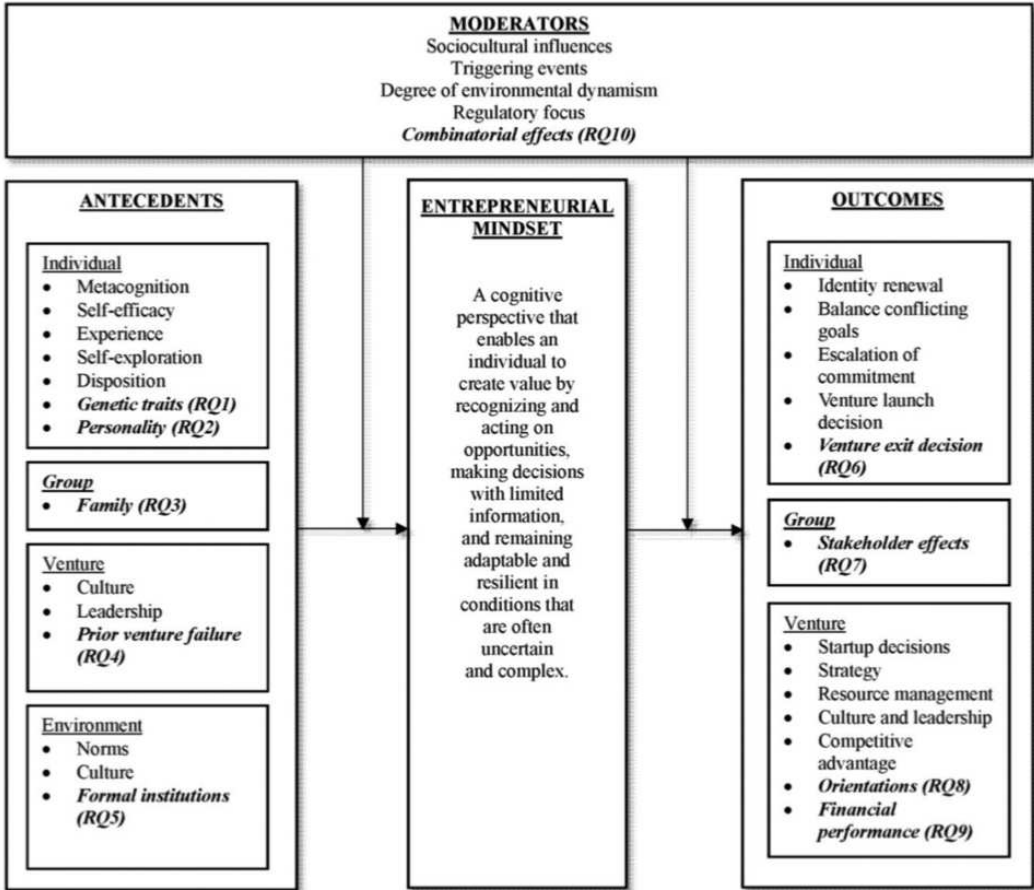 MODERATORS
Sociocultural influences
Triggering events
Degree of environmental dynamism
Regulatory focus
Combinatorial effects (RQ10)
ANTECEDENTS
Individual
• Metacognition
• Self-efficacy
• Experience
• Self-exploration
• Disposition
• Genetic traits (RQ1)
• Personality (RQ2)
Group
• Family (RQ3)
Venture
• Culture
• Leadership
• Prior venture failure
(RQ4)
Environment
• Norms
• Culture
• Formal institutions
(RQ5)
ENTREPRENEURIAL
MINDSET
A cognitive
perspective that
enables an
individual to
create value by
recognizing and
acting on
opportunities,
making decisions
with limited
information,
and remaining
adaptable and
resilient in
conditions that
are often
uncertain
and complex.
OUTCOMES
Individual
• Identity renewal
• Balance conflicting
goals
• Escalation of
commitment
• Venture launch
decision
• Venture exit decision
(RQ6)
Group
• Stakeholder effects
(RQ7)
Venture
• Startup decisions
• Strategy
• Resource management
• Culture and leadership
• Competitive
advantage
• Orientations (RQ8)
• Financial
performance (RQ9)